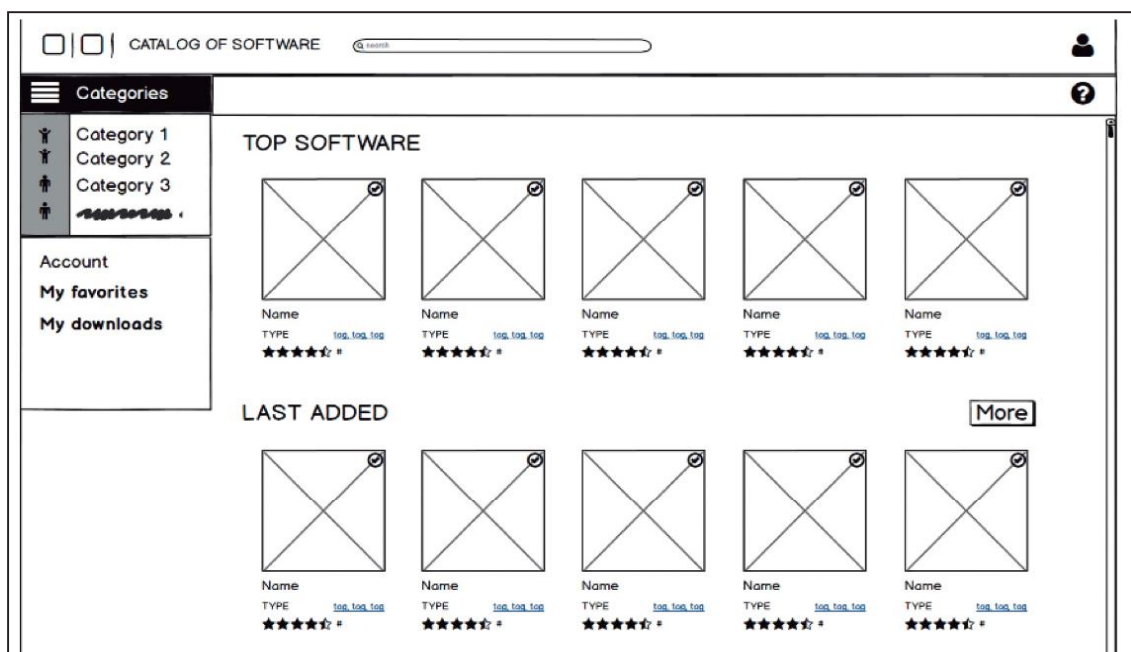 CATALOG OF SOFTWARE search
Categories
Category 1
Category 2
Category 3
Account
My favorites
My downloads
TOP SOFTWARE
Name Name Name Name Name
TYPE tag, tag, tag TYPE tag, tag, tag TYPE tag, tag, tag TYPE tag, tag, tag TYPE tag, tag, tag
# # # # #
LAST ADDED More
Name Name Name Name Name
TYPE tag, tag, tag TYPE tag, tag, tag TYPE tag, tag, tag TYPE tag, tag, tag TYPE tag, tag, tag
# # # # #